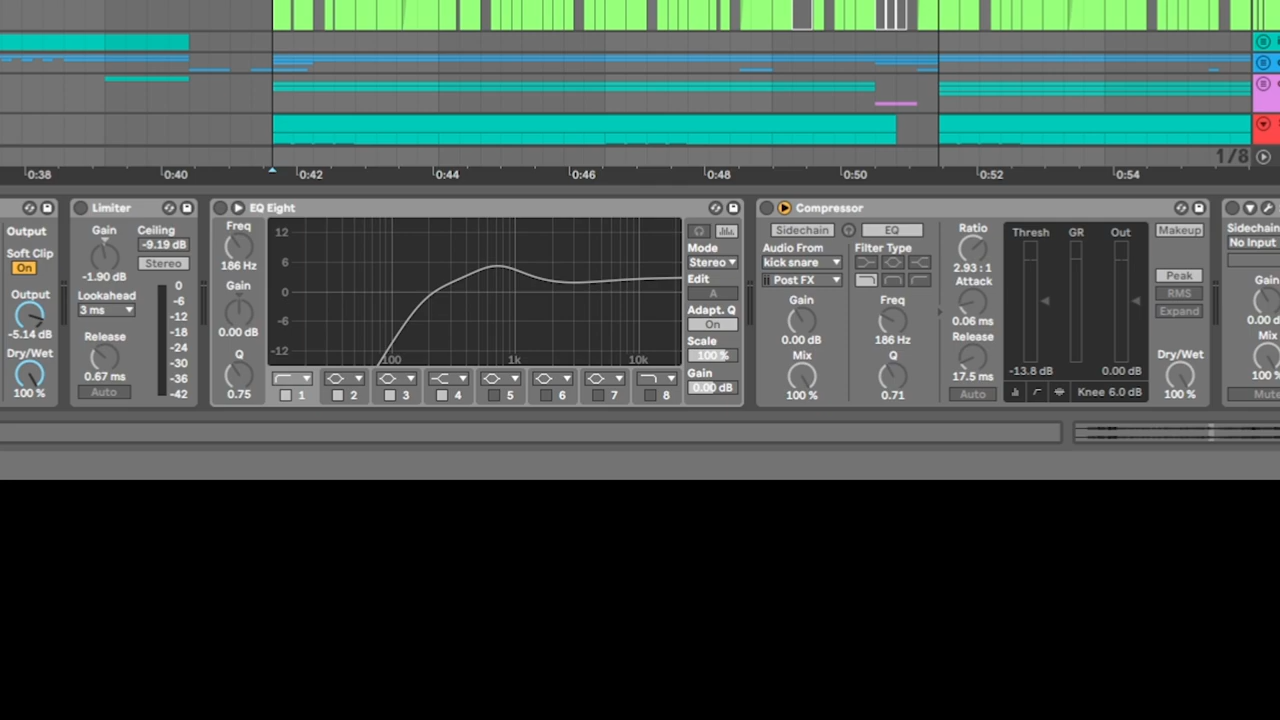 1/8
0:38 0:40 0:42 0:44 0:46 0:48 0:50 0:52 0:54
Output
Soft Clip
On
Output
-5.14 dB
Dry/Wet
100 %
Limiter
Gain
-1.90 dB
Lookahead
3 ms
Release
0.67 ms
Auto
Ceiling
-9.19 dB
Stereo
0
-6
-12
-18
-24
-30
-36
-42
EQ Eight
Freq
186 Hz
Gain
0.00 dB
Q
0.75
12
6
0
-6
-12
100 1k 10k
1 2 3 4 5 6 7 8
Mode
Stereo
Edit
A
Adapt. Q
On
Scale
100 %
Gain
0.00 dB
Compressor
Sidechain EQ
Audio From
kick snare
Post FX
Gain
0.00 dB
Mix
100 %
Filter Type
Freq
186 Hz
Q
0.71
Ratio
2.93 : 1
Attack
0.06 ms
Release
17.5 ms
Auto
Thresh GR Out
-13.8 dB 0.00 dB
Knee 6.0 dB
Makeup
Peak
RMS
Expand
Dry/Wet
100 %
Sidechain
No Input
Gain
0.00 d
Mix
100 %
Mute